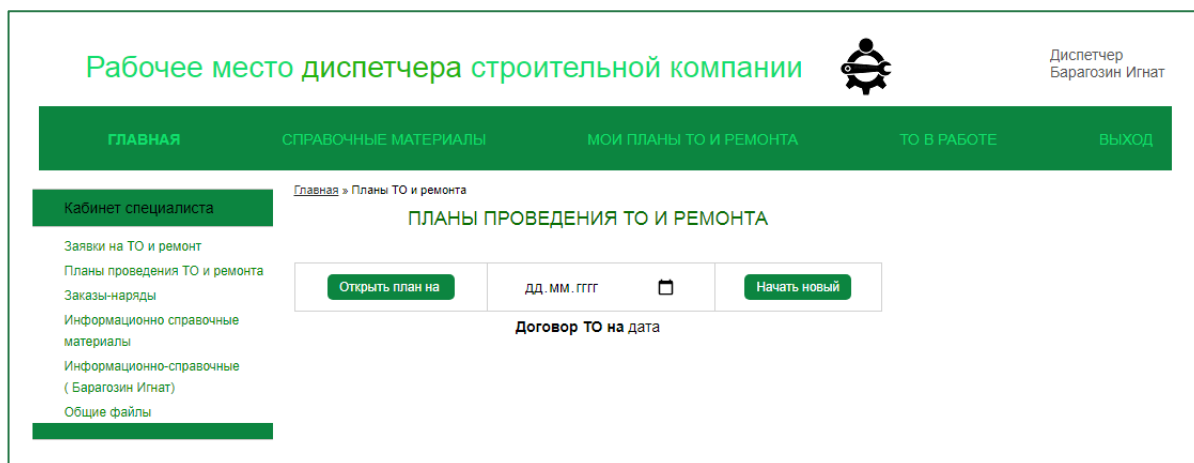 Рабочее место диспетчера строительной компании
Диспетчер
Барагозин Игнат
ГЛАВНАЯ СПРАВОЧНЫЕ МАТЕРИАЛЫ МОИ ПЛАНЫ ТО И РЕМОНТА ТО В РАБОТЕ ВЫХОД
Кабинет специалиста
Заявки на ТО и ремонт
Планы проведения ТО и ремонта
Заказы-наряды
Информационно справочные
материалы
Информационно-справочные
( Барагозин Игнат)
Общие файлы
Главная » Планы ТО и ремонта
ПЛАНЫ ПРОВЕДЕНИЯ ТО И РЕМОНТА
Открыть план на дд.мм.гггг Начать новый
Договор ТО на дата